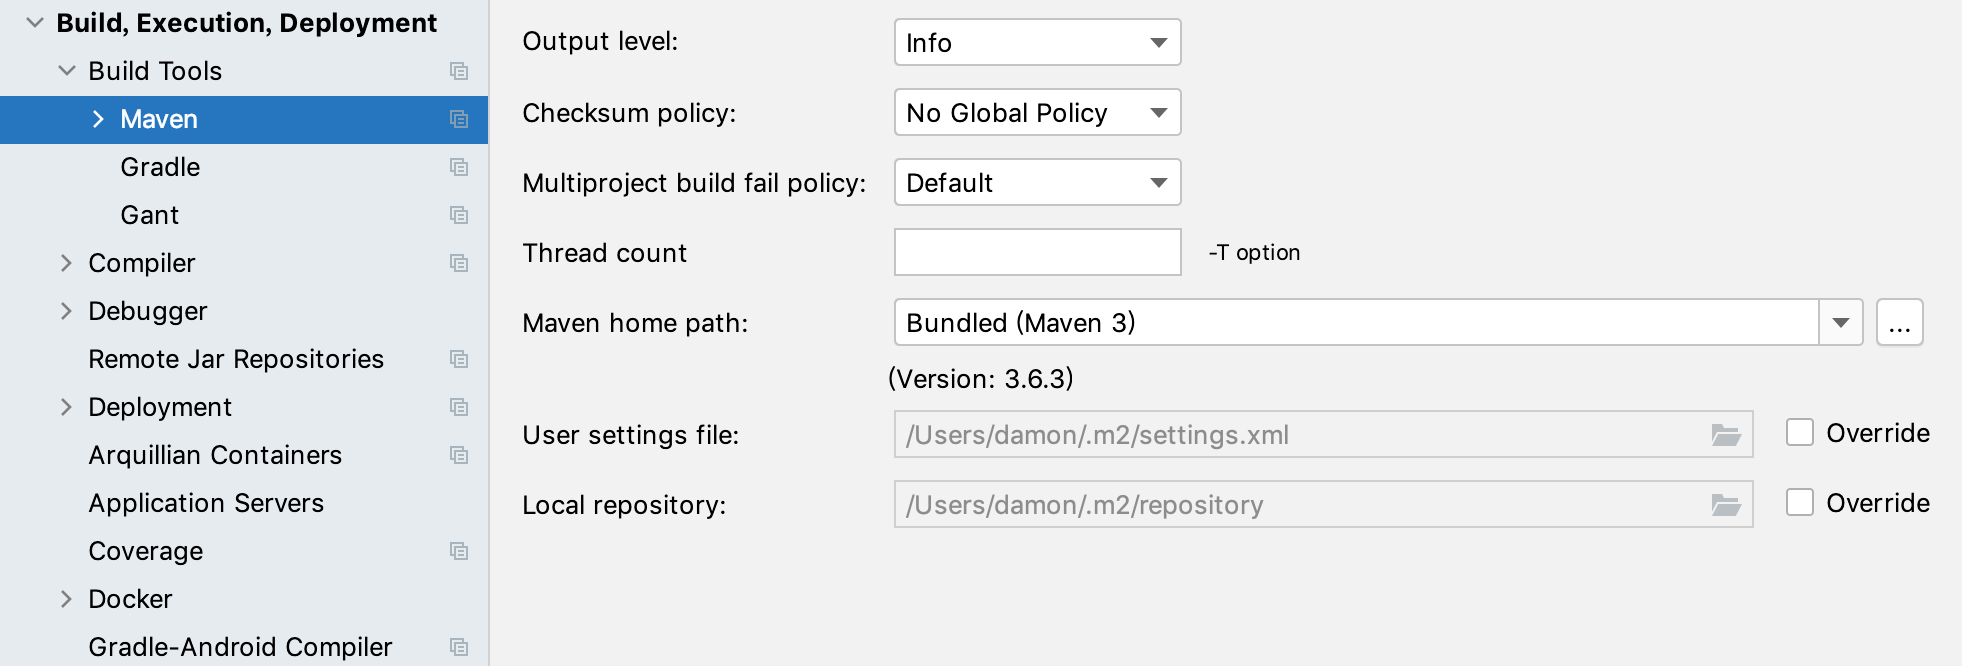 Build, Execution, Deployment
Build Tools
Maven
Gradle
Gant
Compiler
Debugger
Remote Jar Repositories
Deployment
Arquillian Containers
Application Servers
Coverage
Docker
Gradle-Android Compiler
Output level: Info
Checksum policy: No Global Policy
Multiproject build fail policy: Default
Thread count -T option
Maven home path: Bundled (Maven 3) ...
(Version: 3.6.3)
User settings file: /Users/damon/.m2/settings.xml Override
Local repository: /Users/damon/.m2/repository Override